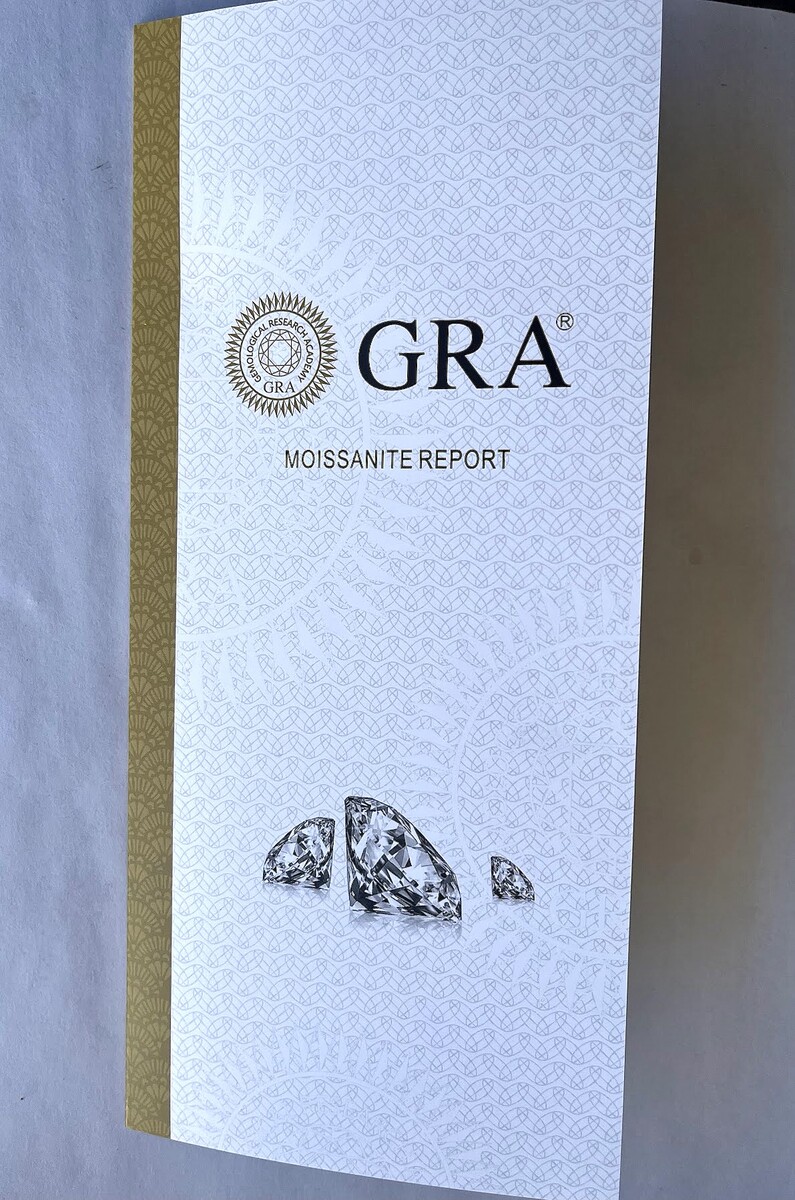 GEMOLOGICAL RESEARCH ACADEMY
GRA
GRA®
MOISSANITE REPORT